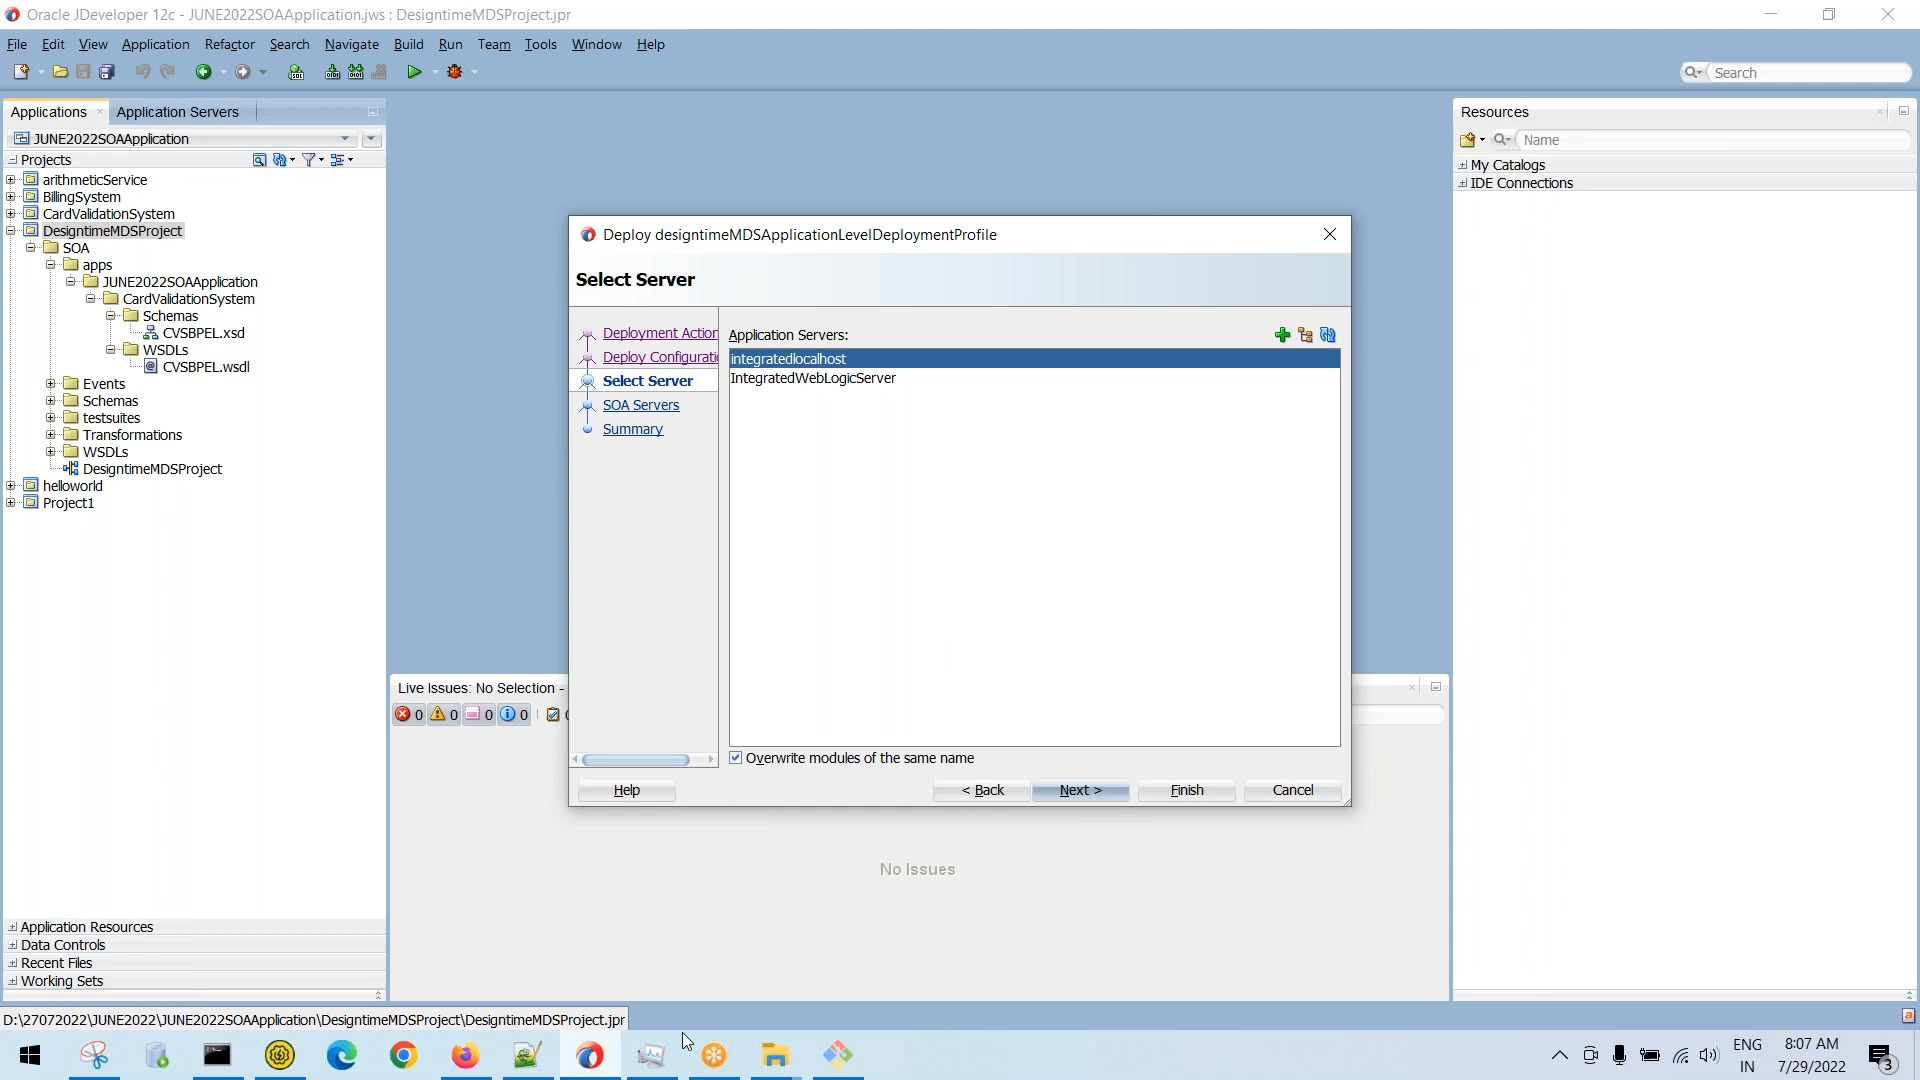 Oracle JDeveloper 12c - JUNE2022SOAApplication.jws : DesigntimeMDSProject.jpr
File Edit View Application Refactor Search Navigate Build Run Team Tools Window Help
Search
Applications Application Servers
JUNE2022SOAApplication
Projects
arithmeticService
BillingSystem
CardValidationSystem
DesigntimeMDSProject
SOA
apps
JUNE2022SOAApplication
CardValidationSystem
Schemas
CVSBPEL.xsd
WSDLs
CVSBPEL.wsdl
Events
Schemas
testsuites
Transformations
WSDLs
DesigntimeMDSProject
helloworld
Project1
Application Resources
Data Controls
Recent Files
Working Sets
Deploy designtimeMDSApplicationLevelDeploymentProfile
Select Server
Deployment Action
Deploy Configurati
Select Server
SOA Servers
Summary
Application Servers:
integratedlocalhost
IntegratedWebLogicServer
Overwrite modules of the same name
Help < Back Next > Finish Cancel
Live Issues: No Selection -
0 0 0 0
No Issues
Resources
Name
My Catalogs
IDE Connections
D:\27072022\JUNE2022\JUNE2022SOAApplication\DesigntimeMDSProject\DesigntimeMDSProject.jpr
ENG
IN
8:07 AM
7/29/2022
3